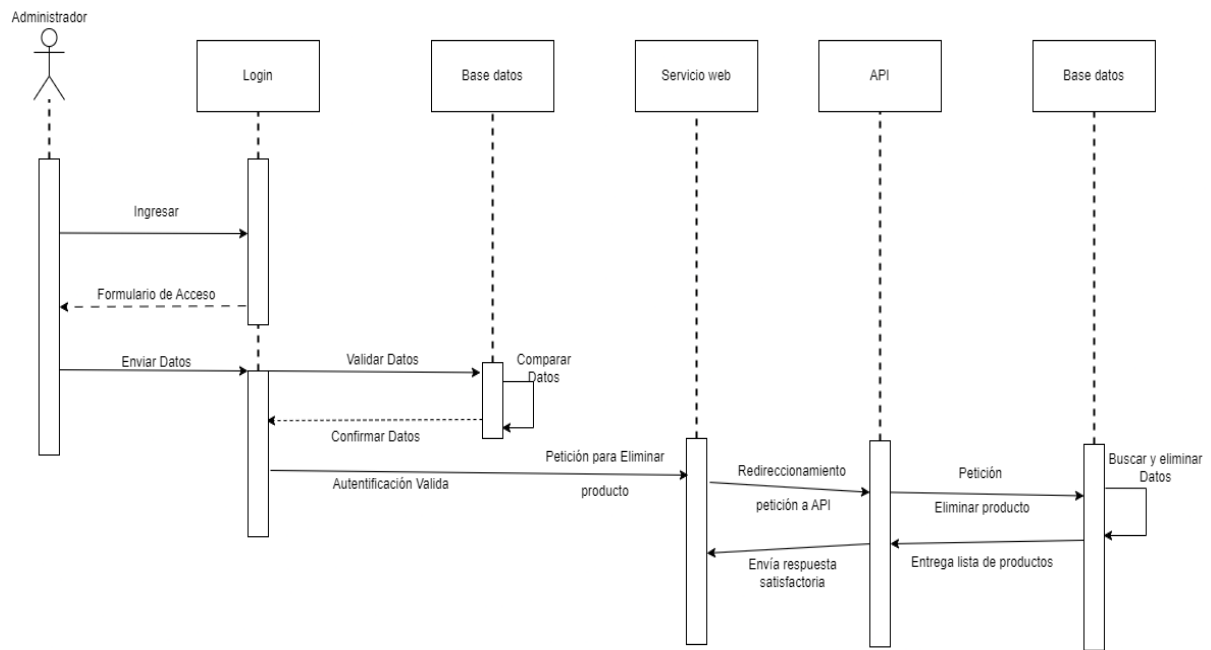 Administrador
Login
Base datos
Servicio web
API
Base datos
Ingresar
Formulario de Acceso
Enviar Datos
Validar Datos
Comparar
Datos
Confirmar Datos
Petición para Eliminar
producto
Autentificación Valida
Redireccionamiento
petición a API
Petición
Eliminar producto
Buscar y eliminar
Datos
Envía respuesta
satisfactoria
Entrega lista de productos